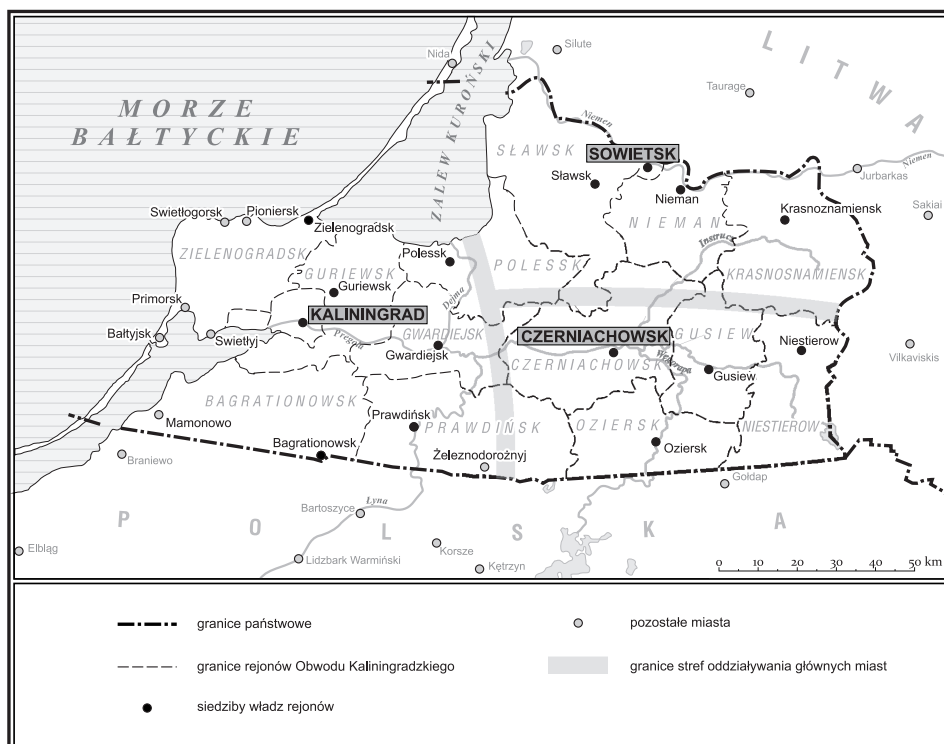 Nida
Silute
LITWA
Taurage
MORZE
BAŁTYCKIE
ZALEW KUROŃSKI
Niemen
SŁAWSK
SOWIETSK
Sławsk
Nieman
Niemen
Jurbarkas
Sakiai
Krasnoznamiensk
NIEMAN
Swietłogorsk
Pioniersk
Zielenogradsk
ZIELENOGRADSK
Instrucz
Polessk
POLESSK
KRASNOSNAMIENSK
GURIEWSK
Guriewsk
Dejma
Primorsk
KALININGRAD
Bałtyjsk
Swietłyj
Pregoła
GWARDIEJSK
Gwardiejsk
CZERNIACHOWSK
CZERNIACHOWSK
GUSIEW
Niestierow
Vilkaviskis
Gusiew
BAGRATIONOWSK
Mamonowo
Prawdińsk
PRAWDIŃSK
OZIERSK
NIESTIEROW
Bagrationowsk
Żeleznodorożnyj
Oziersk
Braniewo
Gołdap
Łyna
Bartoszyce
POLSKA
Elbląg
Lidzbark Warmiński
Korsze
Kętrzyn
0 10 20 30 40 50 km
granice państwowe
pozostałe miasta
granice rejonów Obwodu Kaliningradzkiego
granice stref oddziaływania głównych miast
siedziby władz rejonów